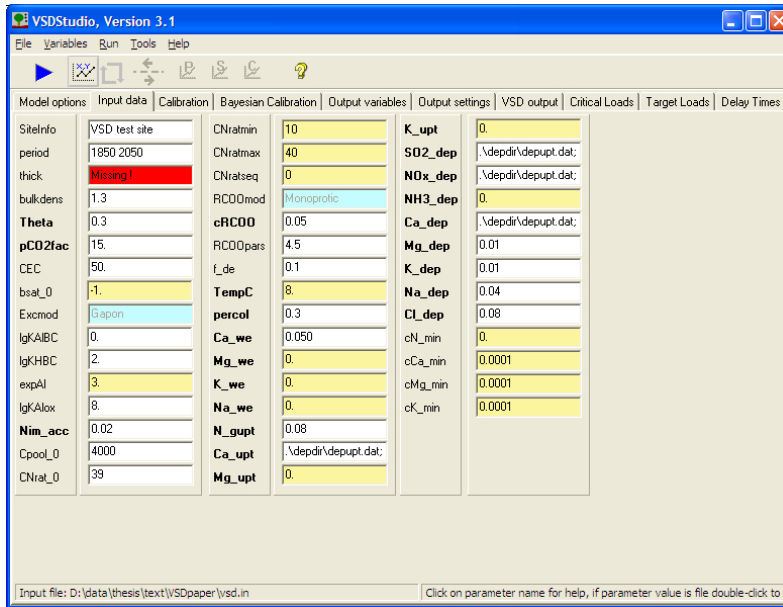 VSDStudio, Version 3.1
File Variables Run Tools Help
Model options Input data Calibration Bayesian Calibration Output variables Output settings VSD output Critical Loads Target Loads Delay Times
SiteInfo VSD test site
period 1850 2050
thick Missing !
bulkdens 1.3
Theta 0.3
pCO2fac 15.
CEC 50.
bsat_0 -1.
Excmod Gapon
lgKAlBC 0.
lgKHBC 2.
expAl 3.
lgKAlox 8.
Nim_acc 0.02
Cpool_0 4000
CNrat_0 39
CNratmin 10
CNratmax 40
CNratseq 0
RCOOmod Monoprotic
cRCOO 0.05
RCOOpars 4.5
f_de 0.1
TempC 8.
percol 0.3
Ca_we 0.050
Mg_we 0.
K_we 0.
Na_we 0.
N_gupt 0.08
Ca_upt .\depdir\depupt.dat;
Mg_upt 0.
K_upt 0.
SO2_dep .\depdir\depupt.dat;
NOx_dep .\depdir\depupt.dat;
NH3_dep 0.
Ca_dep .\depdir\depupt.dat;
Mg_dep 0.01
K_dep 0.01
Na_dep 0.04
Cl_dep 0.08
cN_min 0.
cCa_min 0.0001
cMg_min 0.0001
cK_min 0.0001
Input file: D:\data\thesis\text\VSDpaper\vsd.in
Click on parameter name for help, if parameter value is file double-click to